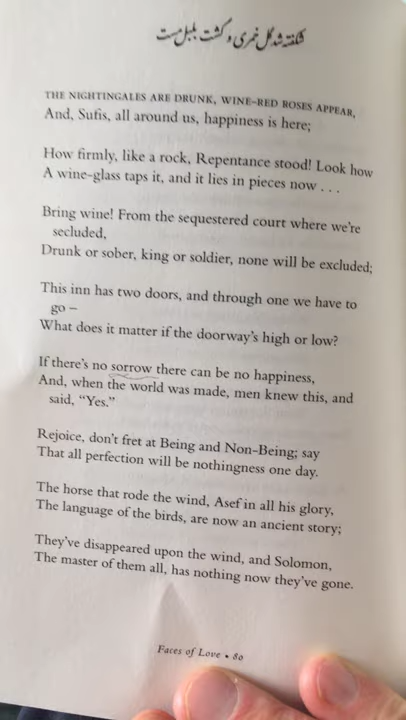 شکفته شد گل خمری و گشت بلبل مست
THE NIGHTINGALES ARE DRUNK, WINE-RED ROSES APPEAR,
And, Sufis, all around us, happiness is here;
How firmly, like a rock, Repentance stood! Look how
A wine-glass taps it, and it lies in pieces now . . .
Bring wine! From the sequestered court where we're
secluded,
Drunk or sober, king or soldier, none will be excluded;
This inn has two doors, and through one we have to
go –
What does it matter if the doorway's high or low?
If there's no sorrow there can be no happiness,
And, when the world was made, men knew this, and
said, "Yes."
Rejoice, don't fret at Being and Non-Being; say
That all perfection will be nothingness one day.
The horse that rode the wind, Asef in all his glory,
The language of the birds, are now an ancient story;
They've disappeared upon the wind, and Solomon,
The master of them all, has nothing now they've gone.
Faces of Love • 80